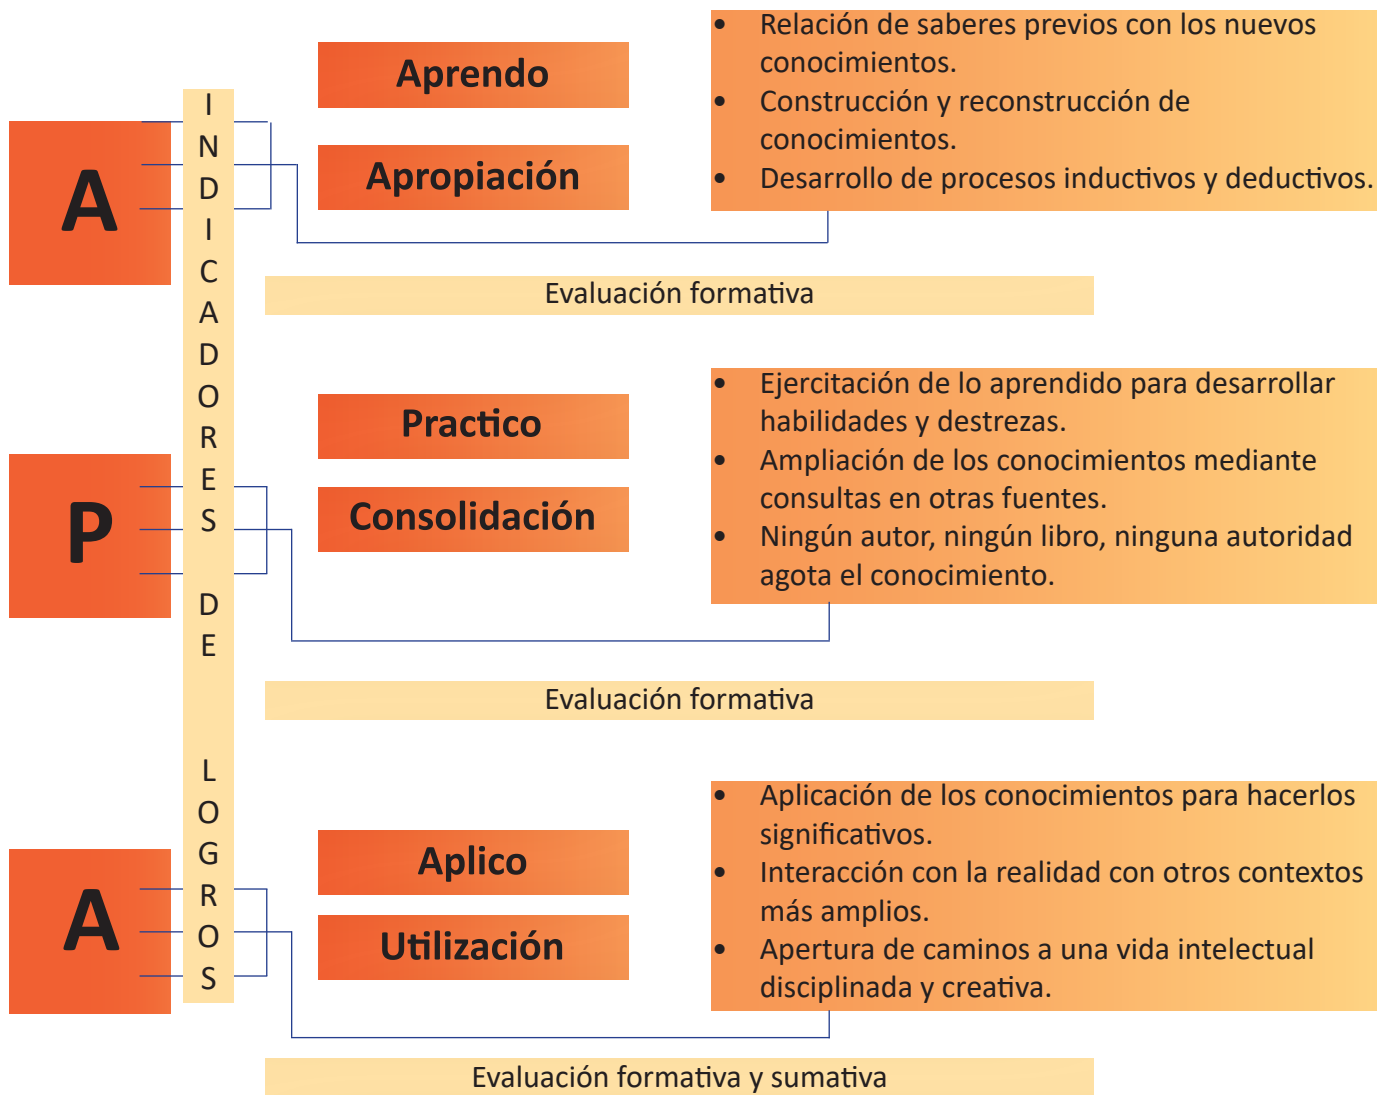 A
Aprendo
Apropiación
• Relación de saberes previos con los nuevos
conocimientos.
• Construcción y reconstrucción de
conocimientos.
• Desarrollo de procesos inductivos y deductivos.
Evaluación formativa
INDICADORES DE LOGROS
P
Practico
Consolidación
• Ejercitación de lo aprendido para desarrollar
habilidades y destrezas.
• Ampliación de los conocimientos mediante
consultas en otras fuentes.
• Ningún autor, ningún libro, ninguna autoridad
agota el conocimiento.
Evaluación formativa
A
Aplico
Utilización
• Aplicación de los conocimientos para hacerlos
significativos.
• Interacción con la realidad con otros contextos
más amplios.
• Apertura de caminos a una vida intelectual
disciplinada y creativa.
Evaluación formativa y sumativa